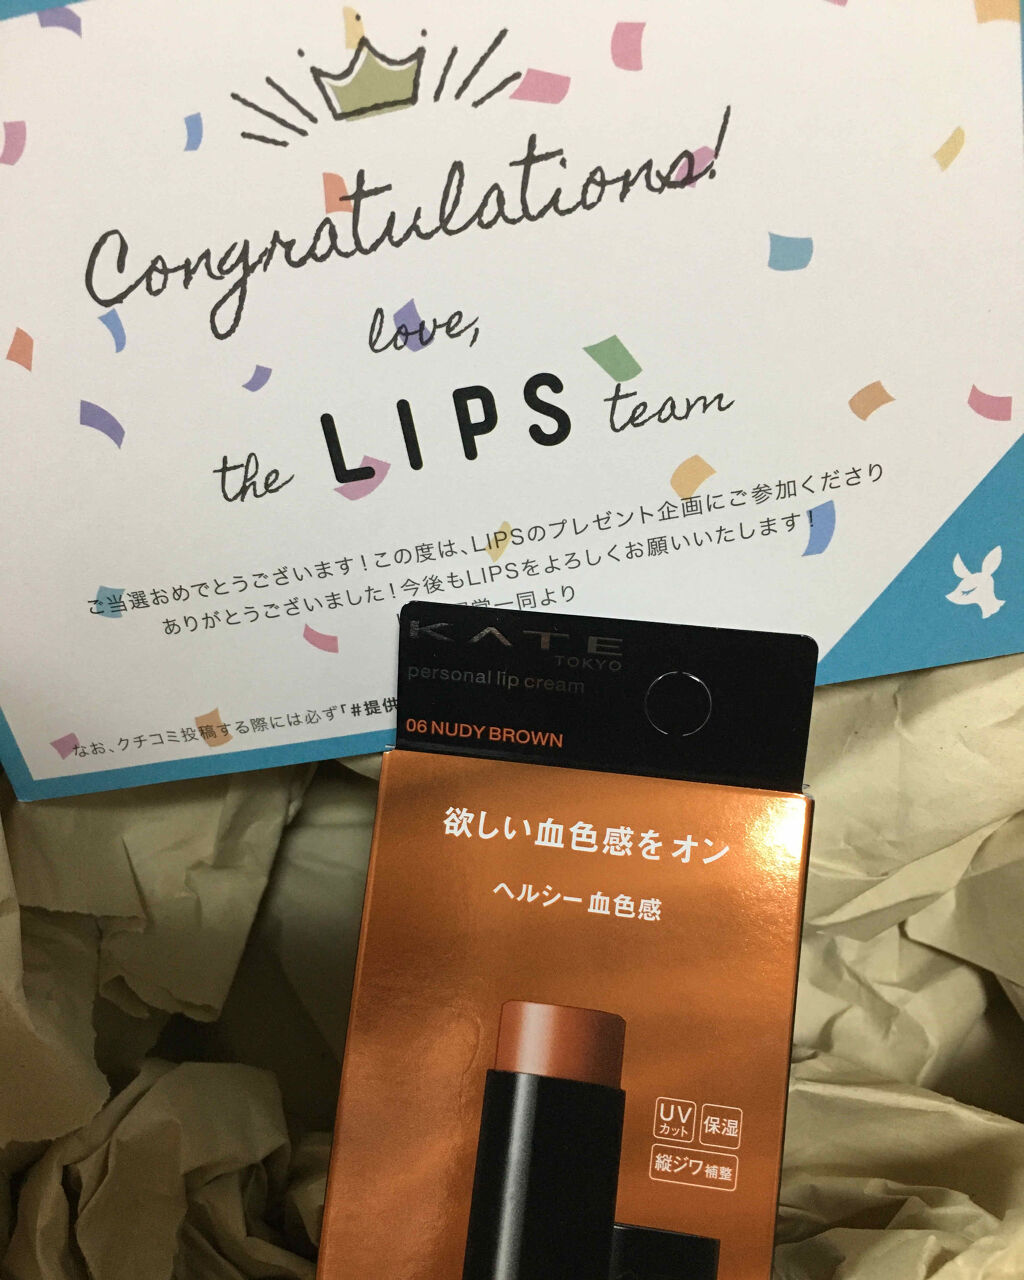 Congratulations!
love,
the LIPS team
ご当選おめでとうございます！この度は、LIPSのプレゼント企画にご参加くださり
ありがとうございました！今後もLIPSをよろしくお願いいたします！
一同より
なお、クチコミ投稿する際には必ず「#提供
KATE
TOKYO
personal lip cream
06 NUDY BROWN
欲しい血色感をオン
ヘルシー血色感
UV
カット
保湿
縦ジワ補整